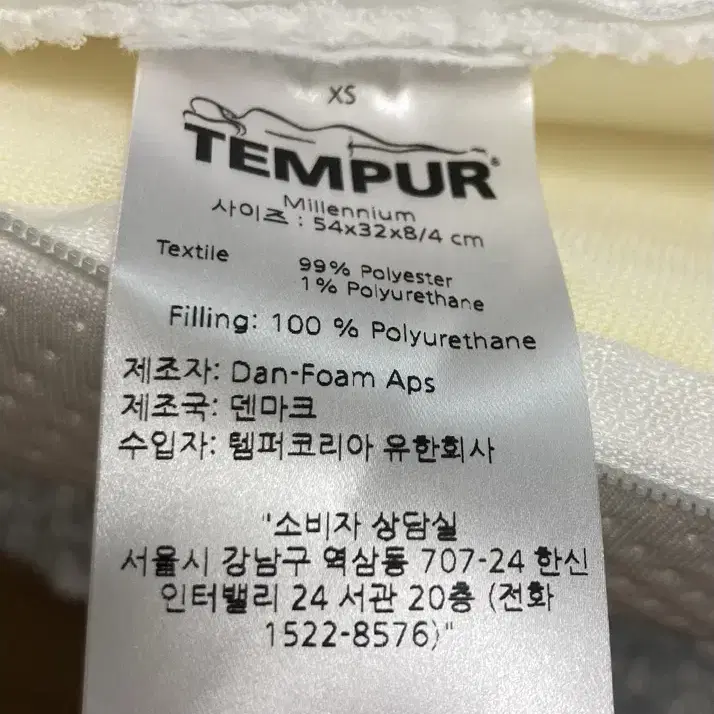 XS
TEMPUR®
Millennium
사이즈 : 54x32x8/4 cm
Textile 99% Polyester
1% Polyurethane
Filling: 100 % Polyurethane
제조자: Dan-Foam Aps
제조국: 덴마크
수입자: 템퍼코리아 유한회사
"소비자 상담실
서울시 강남구 역삼동 707-24 한신
인터밸리 24 서관 20층 (전화
1522-8576)"